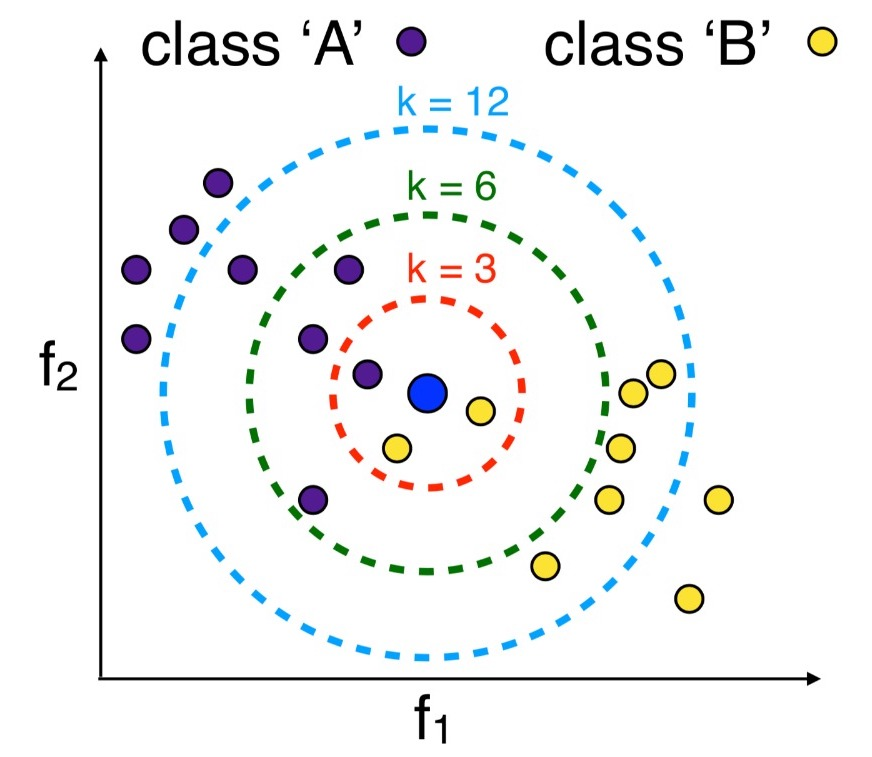 class ‘A’
class ‘B’
k = 12
k = 6
k = 3
f₂
f₁